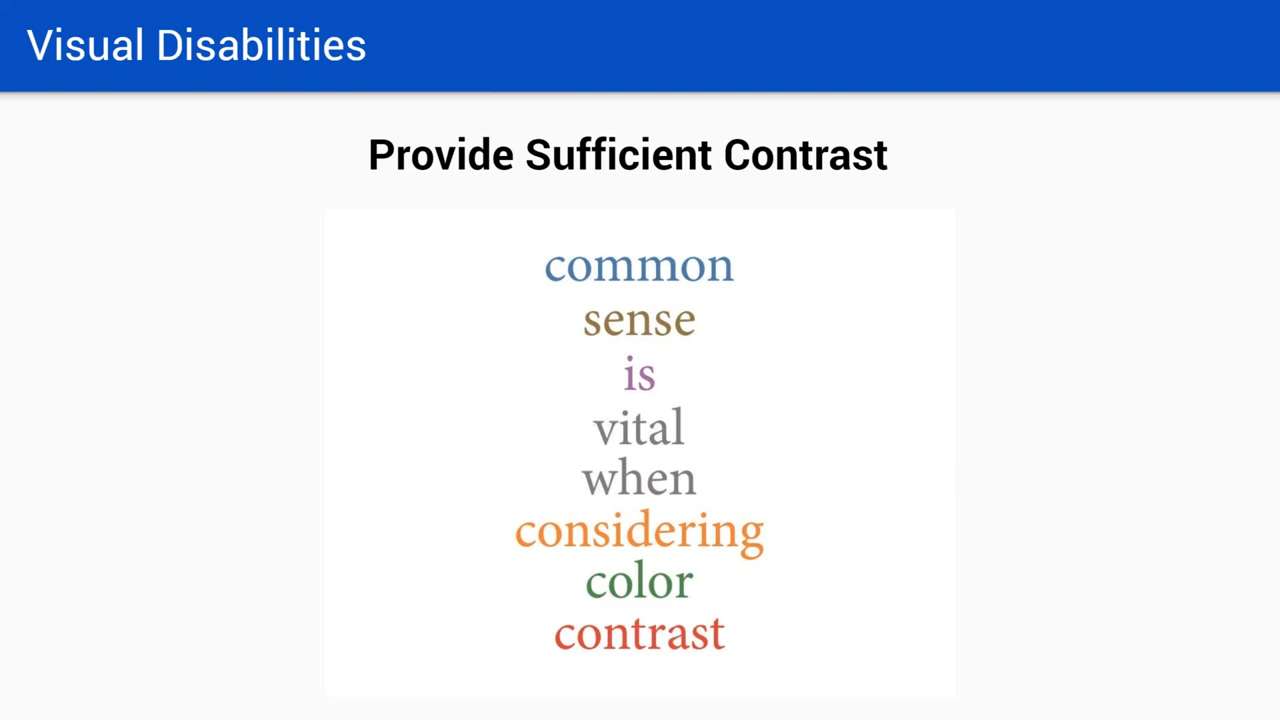 Visual Disabilities
Provide Sufficient Contrast
common
sense
is
vital
when
considering
color
contrast